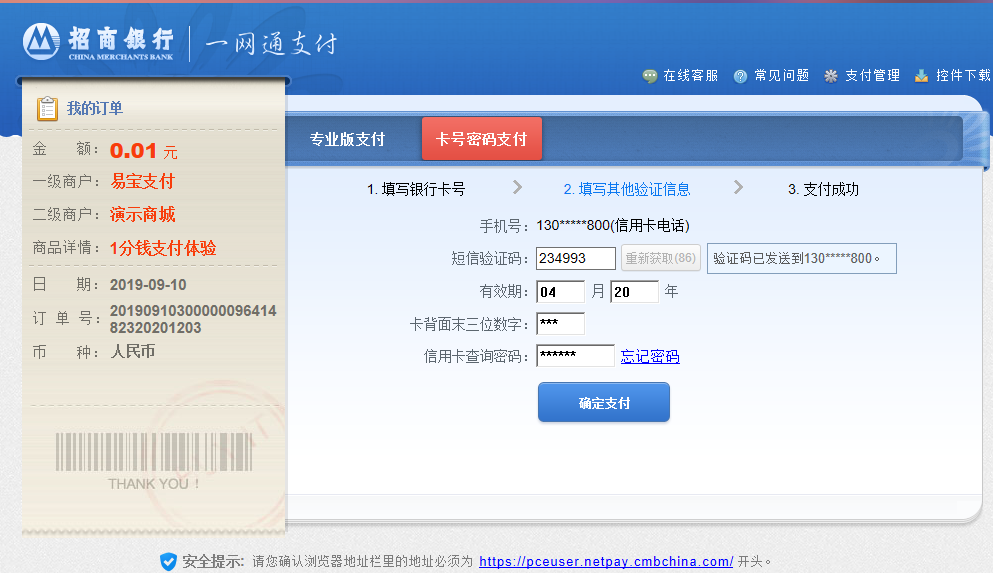 招商银行 一网通支付
CHINA MERCHANTS BANK
在线客服 常见问题 支付管理 控件下载
我的订单
金 额： 0.01 元
一级商户： 易宝支付
二级商户： 演示商城
商品详情： 1分钱支付体验
日 期： 2019-09-10
订 单 号： 20190910300000096414
82320201203
币 种： 人民币
THANK YOU !
专业版支付 卡号密码支付
1. 填写银行卡号 2. 填写其他验证信息 3. 支付成功
手机号： 130*****800(信用卡电话)
短信验证码： 234993 重新获取(86) 验证码已发送到130*****800。
有效期： 04 月 20 年
卡背面末三位数字： ***
信用卡查询密码： ****** 忘记密码
确定支付
安全提示: 请您确认浏览器地址栏里的地址必须为 https://pceuser.netpay.cmbchina.com/ 开头。